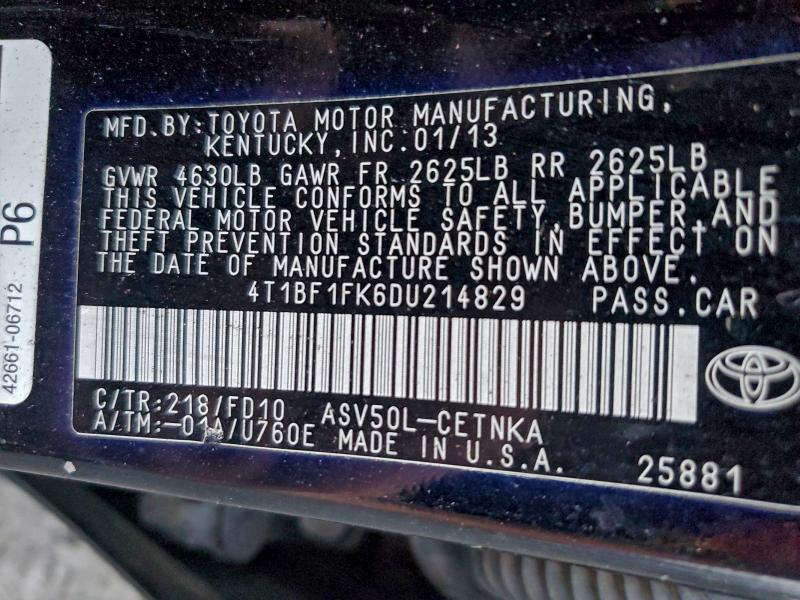 MFD. BY: TOYOTA MOTOR MANUFACTURING,
KENTUCKY, INC. 01/13
GVWR 4630LB GAWR FR 2625LB RR 2625LB
THIS VEHICLE CONFORMS TO ALL APPLICABLE
FEDERAL MOTOR VEHICLE SAFETY, BUMPER, AND
THEFT PREVENTION STANDARDS IN EFFECT ON
THE DATE OF MANUFACTURE SHOWN ABOVE.
4T1BF1FK6DU214829 PASS.CAR
C/TR:218/FD10 ASV50L-CETNKA
A/TM:-01A/U760E MADE IN U.S.A. 25881
P6
42661-06712